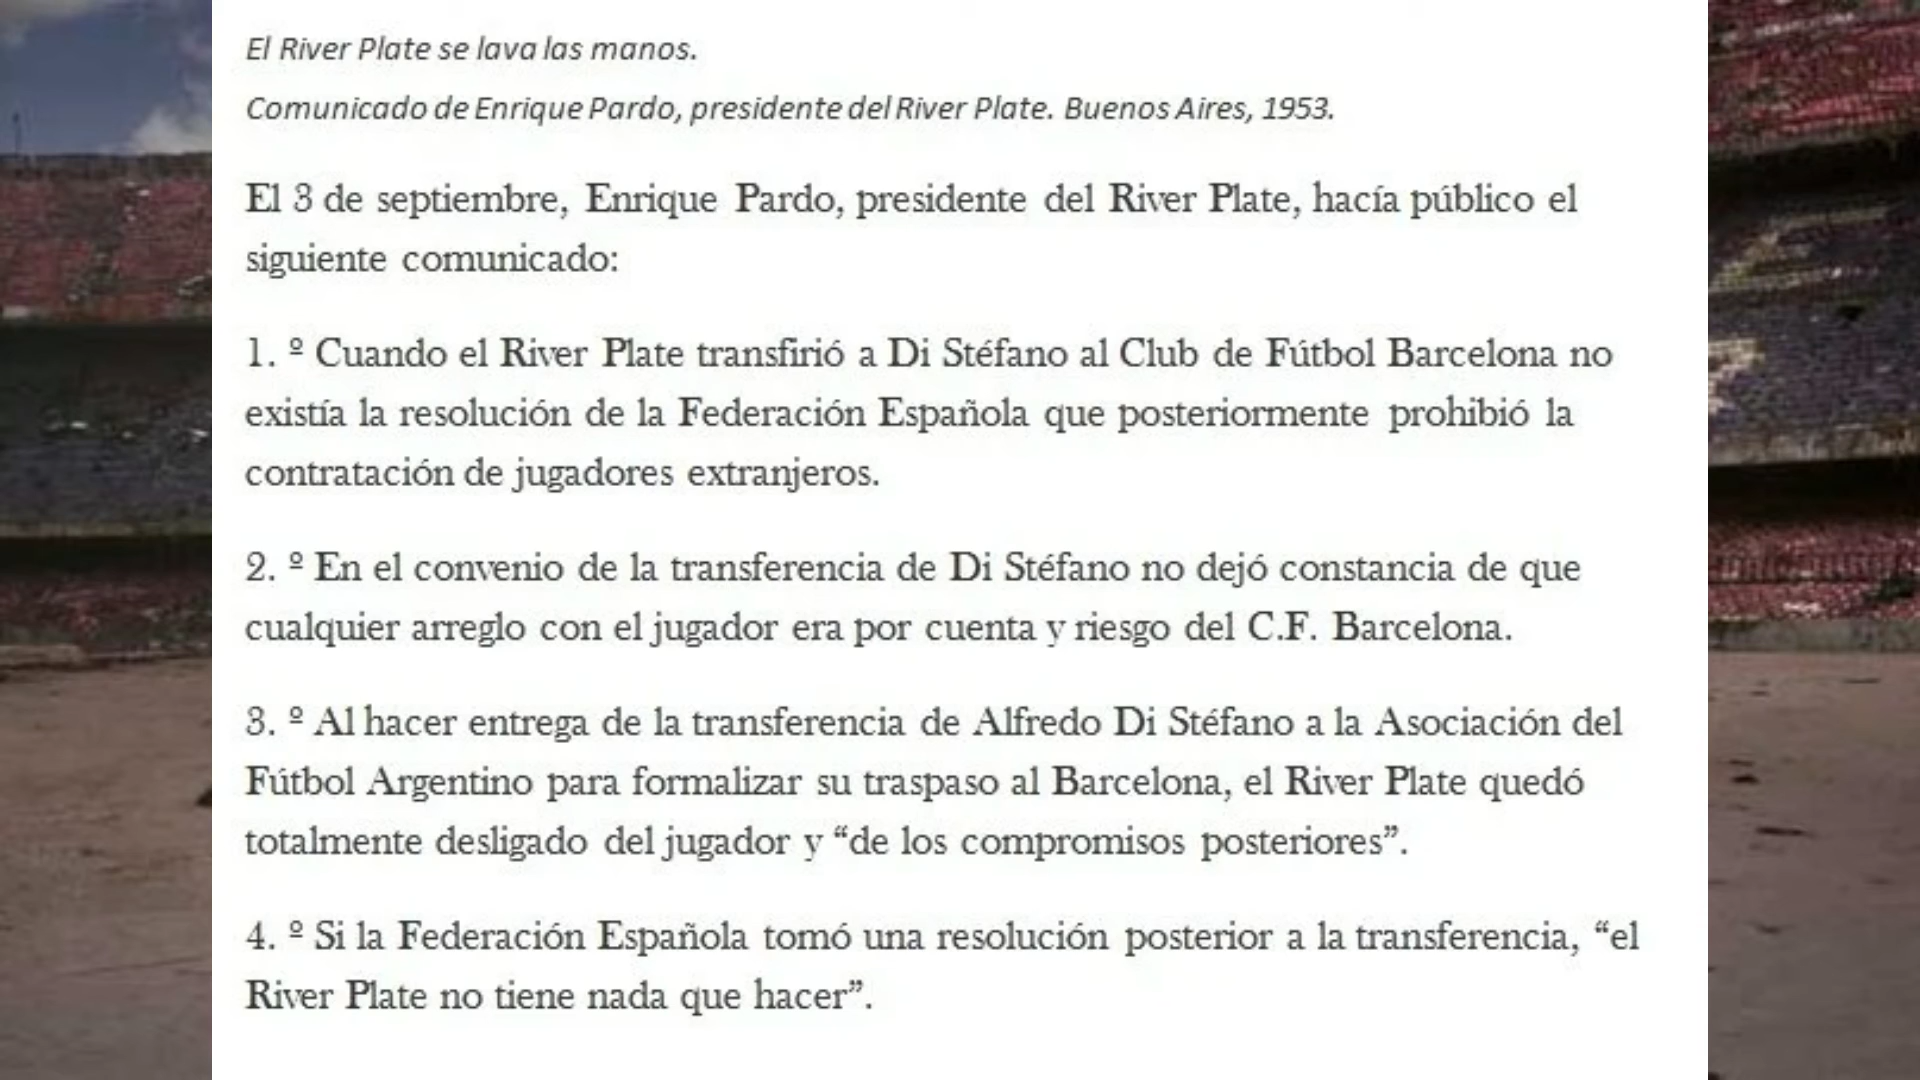 El River Plate se lava las manos.
Comunicado de Enrique Pardo, presidente del River Plate. Buenos Aires, 1953.
El 3 de septiembre, Enrique Pardo, presidente del River Plate, hacía público el
siguiente comunicado:
1. º Cuando el River Plate transfirió a Di Stéfano al Club de Fútbol Barcelona no
existía la resolución de la Federación Española que posteriormente prohibió la
contratación de jugadores extranjeros.
2. º En el convenio de la transferencia de Di Stéfano no dejó constancia de que
cualquier arreglo con el jugador era por cuenta y riesgo del C.F. Barcelona.
3. º Al hacer entrega de la transferencia de Alfredo Di Stéfano a la Asociación del
Fútbol Argentino para formalizar su traspaso al Barcelona, el River Plate quedó
totalmente desligado del jugador y “de los compromisos posteriores”.
4. º Si la Federación Española tomó una resolución posterior a la transferencia, “el
River Plate no tiene nada que hacer”.